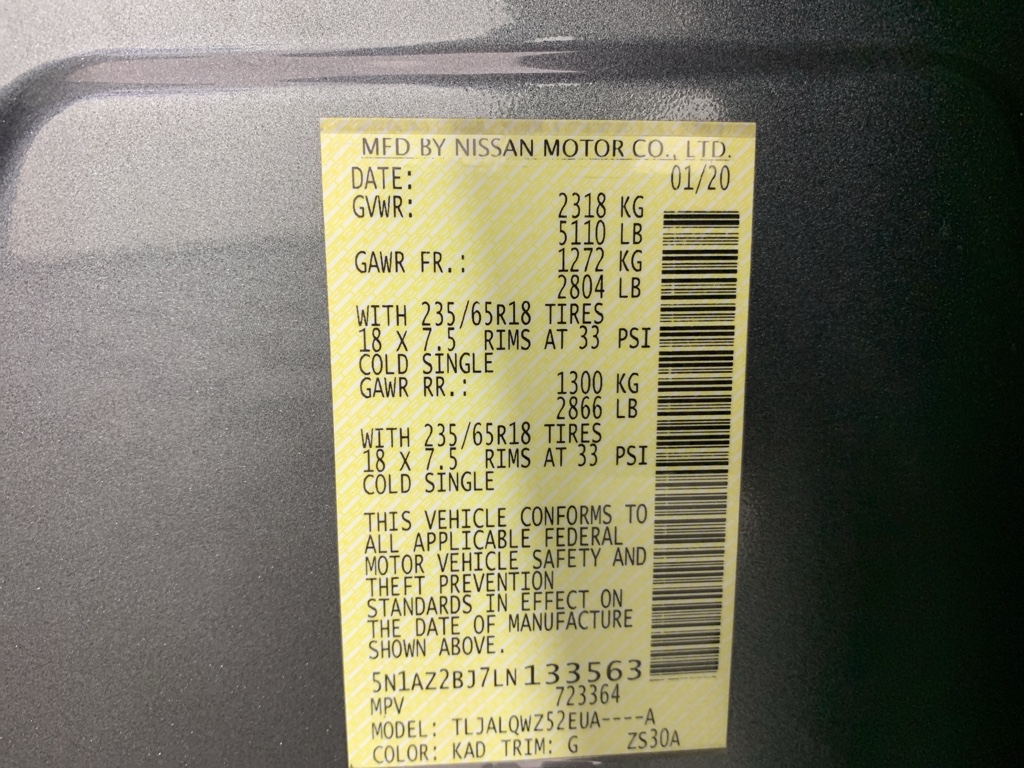 MFD BY NISSAN MOTOR CO., LTD.
DATE: 01/20
GVWR: 2318 KG
5110 LB
GAWR FR.: 1272 KG
2804 LB
WITH 235/65R18 TIRES
18 X 7.5 RIMS AT 33 PSI
COLD SINGLE
GAWR RR.: 1300 KG
2866 LB
WITH 235/65R18 TIRES
18 X 7.5 RIMS AT 33 PSI
COLD SINGLE
THIS VEHICLE CONFORMS TO
ALL APPLICABLE FEDERAL
MOTOR VEHICLE SAFETY AND
THEFT PREVENTION
STANDARDS IN EFFECT ON
THE DATE OF MANUFACTURE
SHOWN ABOVE.
5N1AZ2BJ7LN133563
MPV 723364
MODEL: TLJALQWZ52EUA----A
COLOR: KAD TRIM: G ZS30A